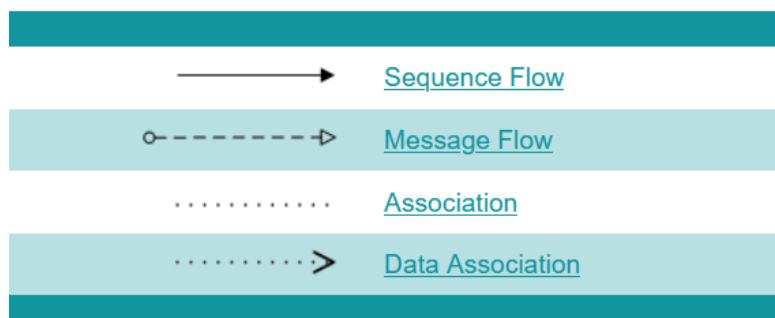 Sequence Flow
Message Flow
Association
Data Association